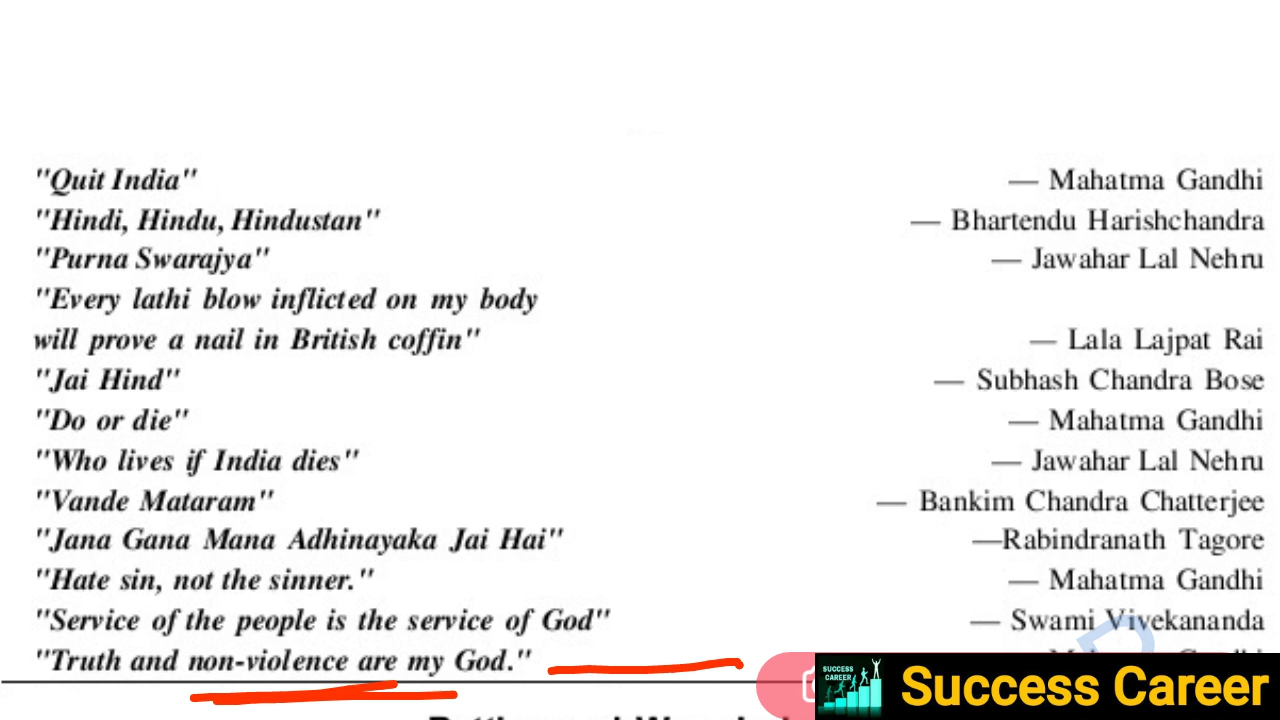 "Quit India" — Mahatma Gandhi
"Hindi, Hindu, Hindustan" — Bhartendu Harishchandra
"Purna Swarajya" — Jawahar Lal Nehru
"Every lathi blow inflicted on my body
will prove a nail in British coffin" — Lala Lajpat Rai
"Jai Hind" — Subhash Chandra Bose
"Do or die" — Mahatma Gandhi
"Who lives if India dies" — Jawahar Lal Nehru
"Vande Mataram" — Bankim Chandra Chatterjee
"Jana Gana Mana Adhinayaka Jai Hai" —Rabindranath Tagore
"Hate sin, not the sinner." — Mahatma Gandhi
"Service of the people is the service of God" — Swami Vivekananda
"Truth and non-violence are my God."
SUCCESS
CAREER
Success Career